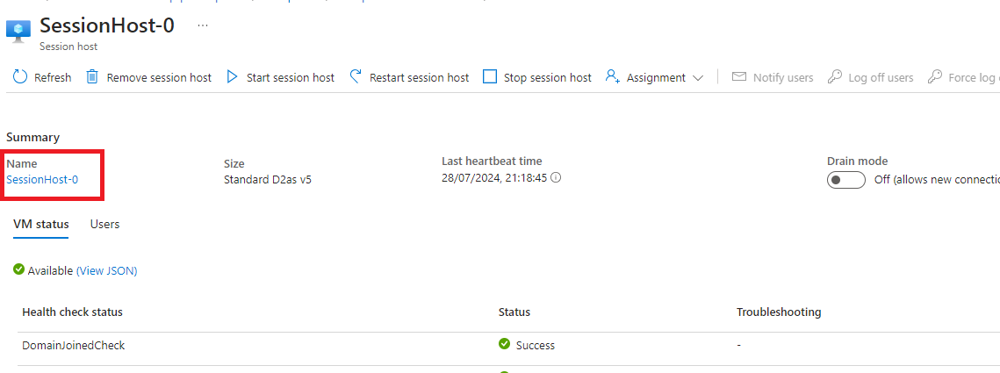 SessionHost-0 ...
Session host
Refresh Remove session host Start session host Restart session host Stop session host Assignment Notify users Log off users Force log
Summary
Name Size Last heartbeat time Drain mode
SessionHost-0 Standard D2as v5 28/07/2024, 21:18:45 Off (allows new connectio
VM status Users
Available (View JSON)
Health check status Status Troubleshooting
DomainJoinedCheck Success -